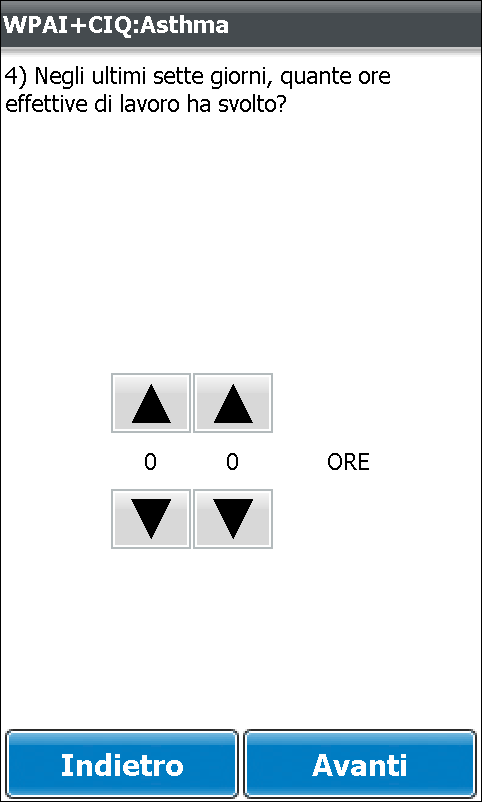 WPAI+CIQ:Asthma
4) Negli ultimi sette giorni, quante ore
effettive di lavoro ha svolto?
0 0 ORE
Indietro Avanti